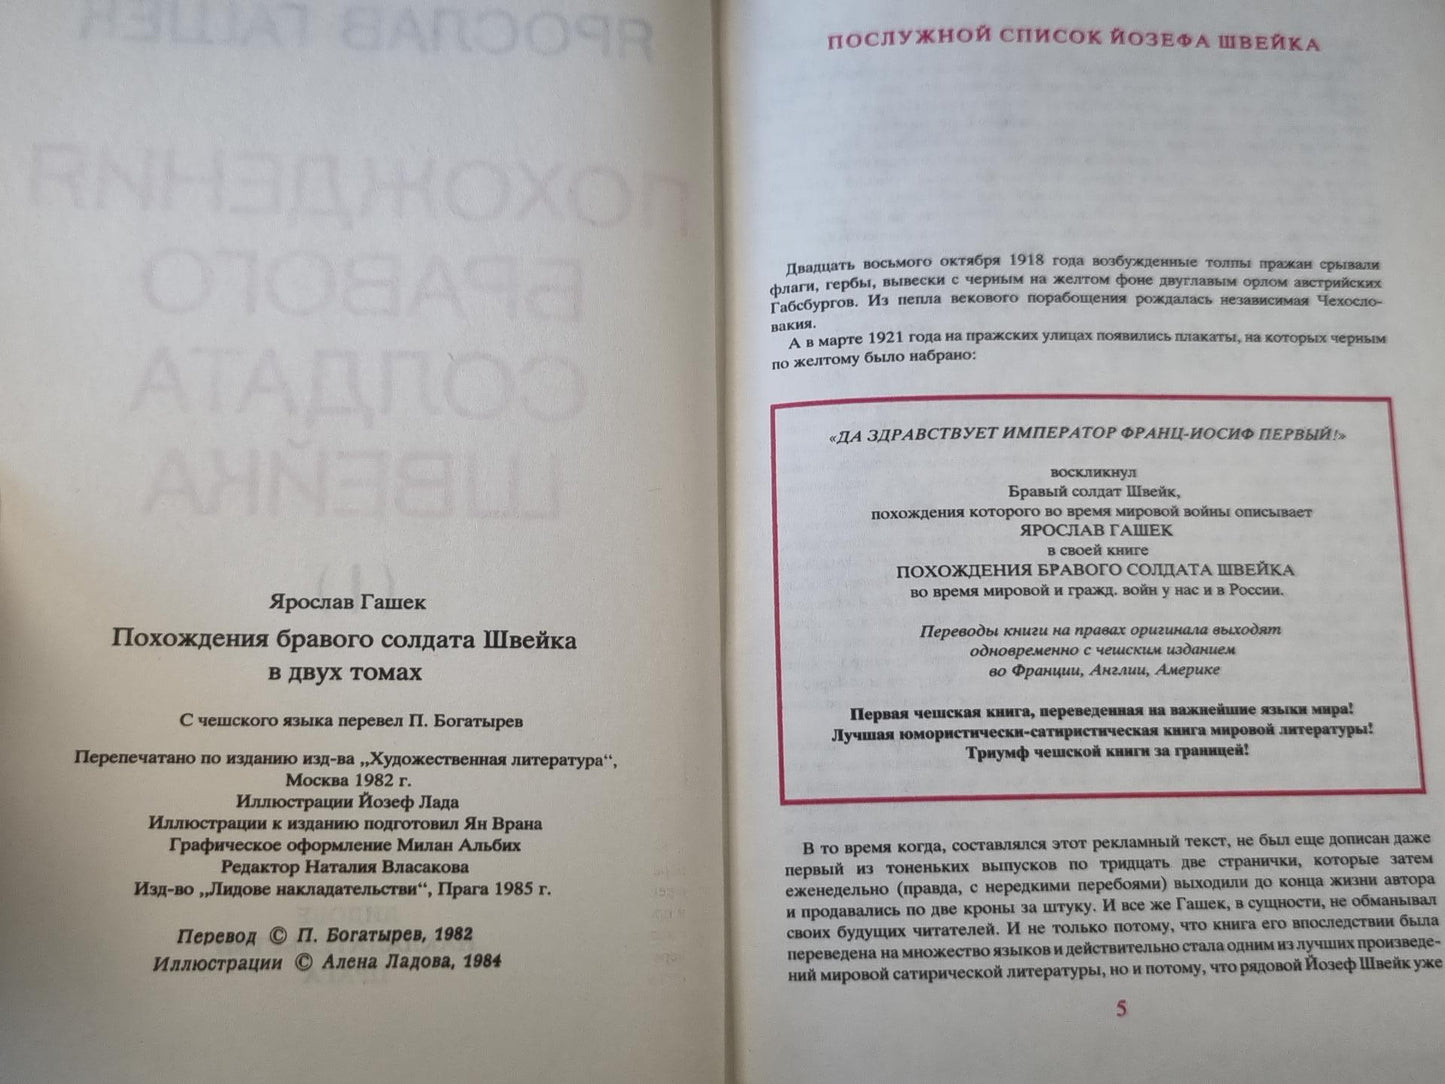 Ярослав Гашек
Похождения бравого солдата Швейка
в двух томах
С чешского языка перевел П. Богатырев
Перепечатано по изданию изд-ва „Художественная литература“,
Москва 1982 г.
Иллюстрации Йозеф Лада
Иллюстрации к изданию подготовил Ян Врана
Графическое оформление Милан Альбих
Редактор Наталия Власакова
Изд-во „Лидове накладательстви“, Прага 1985 г.
Перевод © П. Богатырев, 1982
Иллюстрации © Алена Ладова, 1984
ПОСЛУЖНОЙ СПИСОК ЙОЗЕФА ШВЕЙКА
Двадцать восьмого октября 1918 года возбужденные толпы пражан срывали
флаги, гербы, вывески с черным на желтом фоне двуглавым орлом австрийских
Габсбургов. Из пепла векового порабощения рождалась независимая Чехосло-
вакия.
А в марте 1921 года на пражских улицах появились плакаты, на которых черным
по желтому было набрано:
«ДА ЗДРАВСТВУЕТ ИМПЕРАТОР ФРАНЦ-ИОСИФ ПЕРВЫЙ!»
воскликнул
Бравый солдат Швейк,
похождения которого во время мировой войны описывает
ЯРОСЛАВ ГАШЕК
в своей книге
ПОХОЖДЕНИЯ БРАВОГО СОЛДАТА ШВЕЙКА
во время мировой и гражд. войн у нас и в России.
Переводы книги на правах оригинала выходят
одновременно с чешским изданием
во Франции, Англии, Америке
Первая чешская книга, переведенная на важнейшие языки мира!
Лучшая юмористически-сатиристическая книга мировой литературы!
Триумф чешской книги за границей!
В то время когда, составлялся этот рекламный текст, не был еще дописан даже
первый из тоненьких выпусков по тридцать две странички, которые затем
еженедельно (правда, с нередкими перебоями) выходили до конца жизни автора
и продавались по две кроны за штуку. И все же Гашек, в сущности, не обманывал
своих будущих читателей. И не только потому, что книга его впоследствии была
переведена на множество языков и действительно стала одним из лучших произведе-
ний мировой сатирической литературы, но и потому, что рядовой Йозеф Швейк уже
5